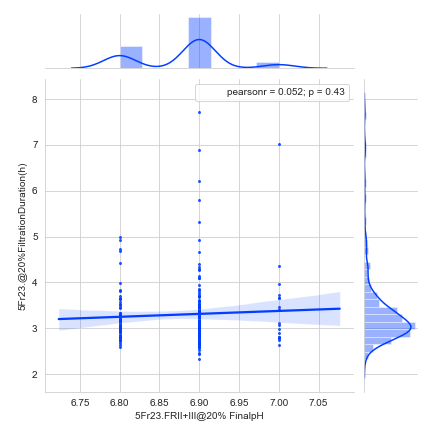 pearsonr = 0.052; p = 0.43
8
7
6
5
4
3
2
5Fr23.@20%FiltrationDuration(h)
6.75 6.80 6.85 6.90 6.95 7.00 7.05
5Fr23.FRII+III@20% FinalpH